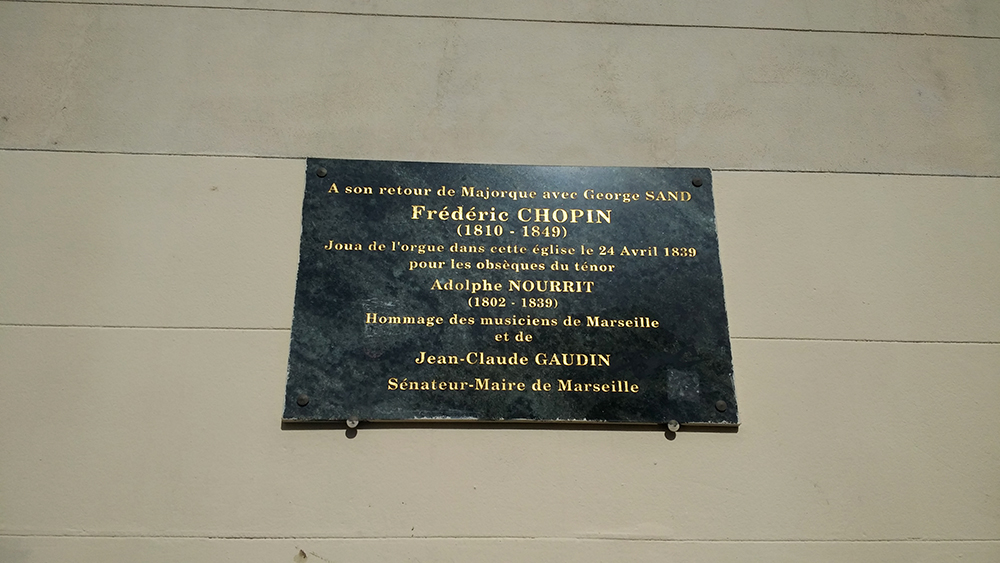 A son retour de Majorque avec George SAND
Frédéric CHOPIN
(1810 - 1849)
Joua de l'orgue dans cette église le 24 Avril 1839
pour les obsèques du ténor
Adolphe NOURRIT
(1802 - 1839)
Hommage des musiciens de Marseille
et de
Jean-Claude GAUDIN
Sénateur-Maire de Marseille